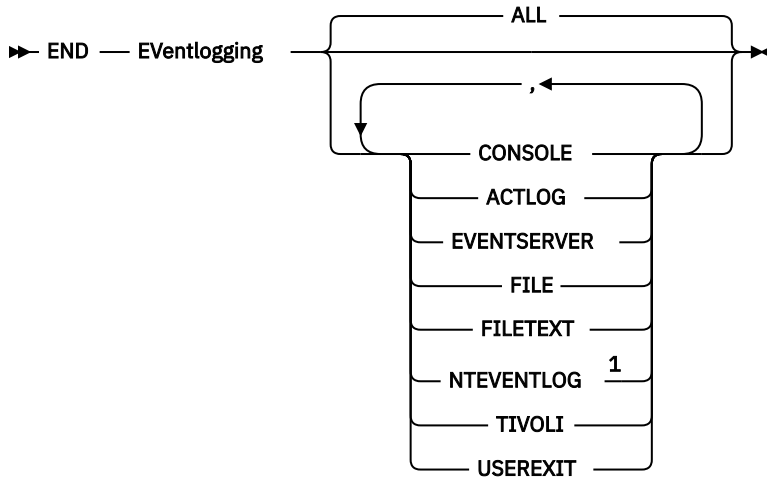 ALL
END EVentlogging
,
CONSOLE
ACTLOG
EVENTSERVER
FILE
FILETEXT
NTEVENTLOG 1
TIVOLI
USEREXIT